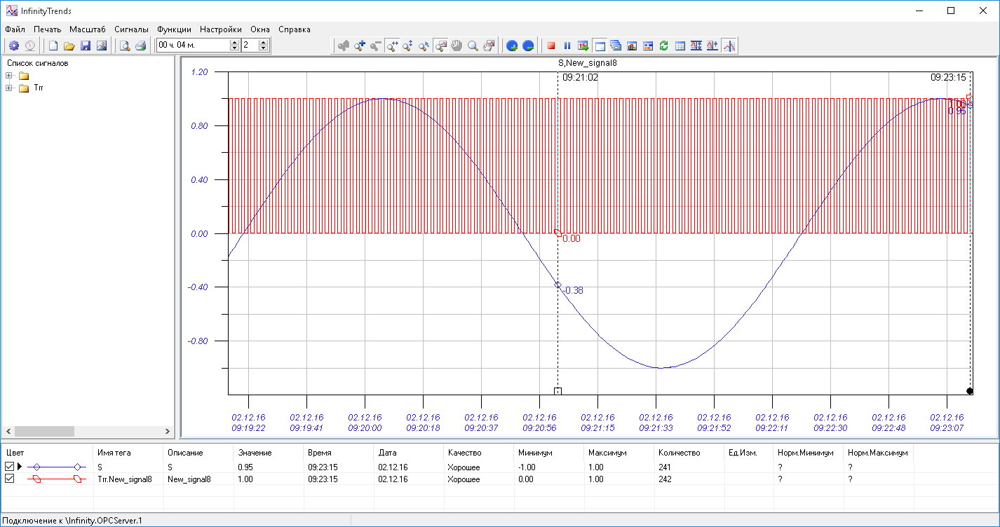 InfinityTrends
Файл Печать Масштаб Сигналы Функции Настройки Окна Справка
00 ч. 04 м. 2
Список сигналов
Trr
S,New_signal8
09:21:02 09:23:15
1.20
0.80
0.40
0.00
-0.40
-0.80
0.95
0.00
-0.38
02.12.16 02.12.16 02.12.16 02.12.16 02.12.16 02.12.16 02.12.16 02.12.16 02.12.16 02.12.16 02.12.16 02.12.16 02.12.16
09:19:22 09:19:41 09:20:00 09:20:18 09:20:37 09:20:56 09:21:15 09:21:33 09:21:52 09:22:11 09:22:30 09:22:48 09:23:07
Цвет Имя тега Описание Значение Время Дата Качество Минимум Максимум Количество Ед.Изм. Норм.Минимум Норм.Максимум
S S 0.95 09:23:15 02.12.16 Хорошее -1.00 1.00 241 ? ?
Trr.New_signal8 New_signal8 1.00 09:23:15 02.12.16 Хорошее 0.00 1.00 242 ? ?
Подключение к \Infinity.OPCServer.1